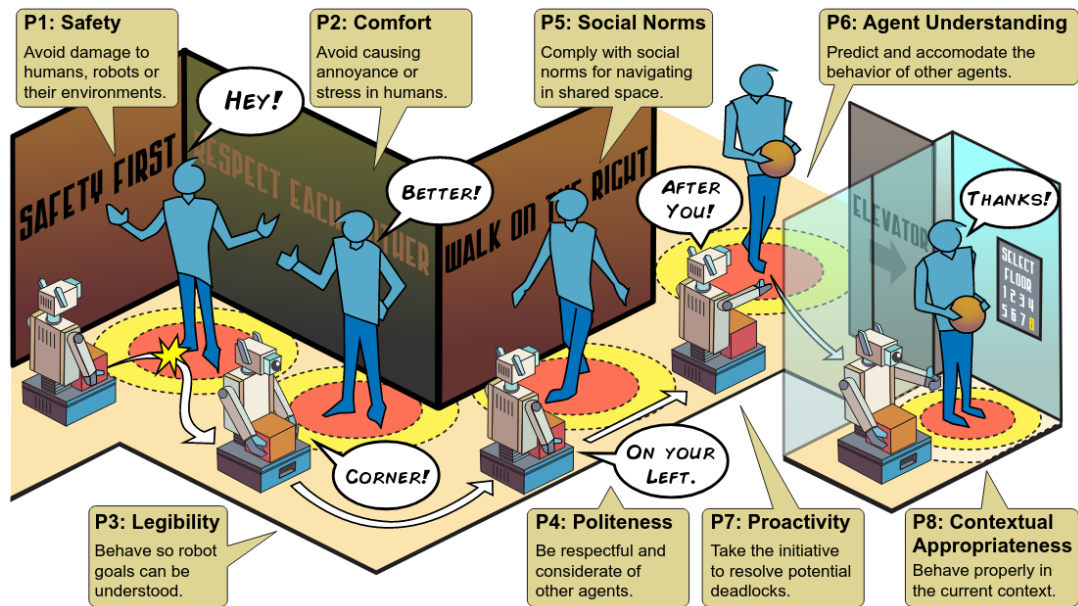 P1: Safety
Avoid damage to
humans, robots or
their environments.
P2: Comfort
Avoid causing
annoyance or
stress in humans.
P5: Social Norms
Comply with social
norms for navigating
in shared space.
P6: Agent Understanding
Predict and accomodate the
behavior of other agents.
HEY!
BETTER!
AFTER
YOU!
THANKS!
SAFETY FIRST
RESPECT EACH OTHER
WALK ON THE RIGHT
ELEVATOR
SELECT
FLOOR
1 2 3 4
5 6 7 8
CORNER!
ON YOUR
LEFT.
P3: Legibility
Behave so robot
goals can be
understood.
P4: Politeness
Be respectful and
considerate of
other agents.
P7: Proactivity
Take the initiative
to resolve potential
deadlocks.
P8: Contextual
Appropriateness
Behave properly in
the current context.